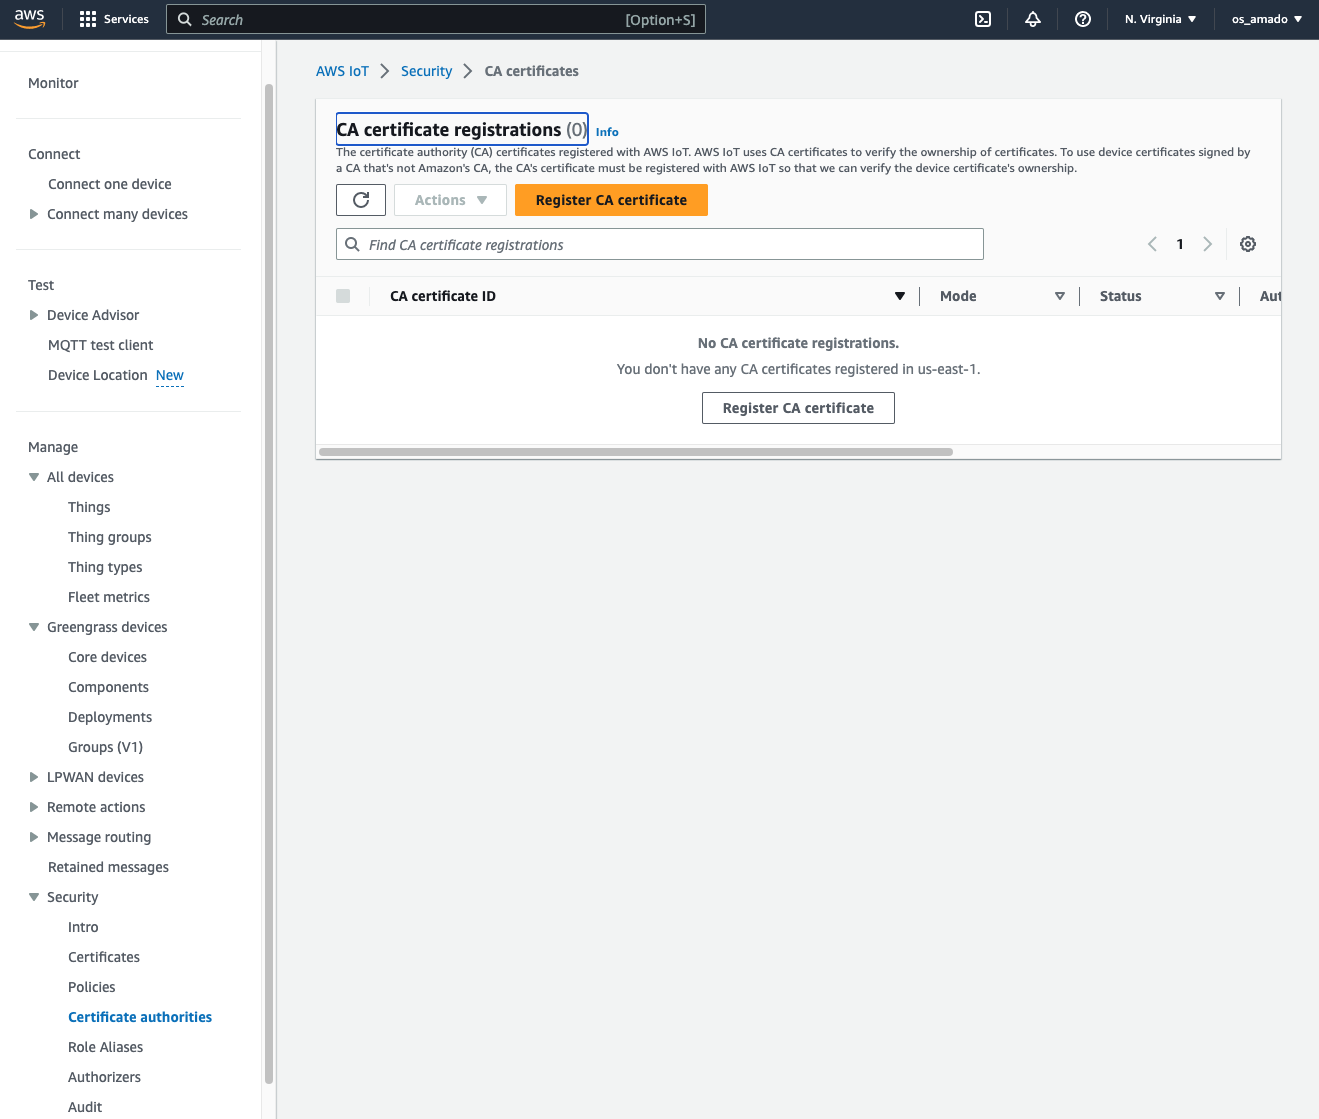 aws
Services
Search
[Option+S]
N. Virginia
os_amado
Monitor
Connect
Connect one device
Connect many devices
Test
Device Advisor
MQTT test client
Device Location New
Manage
All devices
Things
Thing groups
Thing types
Fleet metrics
Greengrass devices
Core devices
Components
Deployments
Groups (V1)
LPWAN devices
Remote actions
Message routing
Retained messages
Security
Intro
Certificates
Policies
Certificate authorities
Role Aliases
Authorizers
Audit
AWS IoT > Security > CA certificates
CA certificate registrations (0) Info
The certificate authority (CA) certificates registered with AWS IoT. AWS IoT uses CA certificates to verify the ownership of certificates. To use device certificates signed by
a CA that's not Amazon's CA, the CA's certificate must be registered with AWS IoT so that we can verify the device certificate's ownership.
Actions
Register CA certificate
Find CA certificate registrations
1
CA certificate ID
Mode
Status
Aut
No CA certificate registrations.
You don't have any CA certificates registered in us-east-1.
Register CA certificate